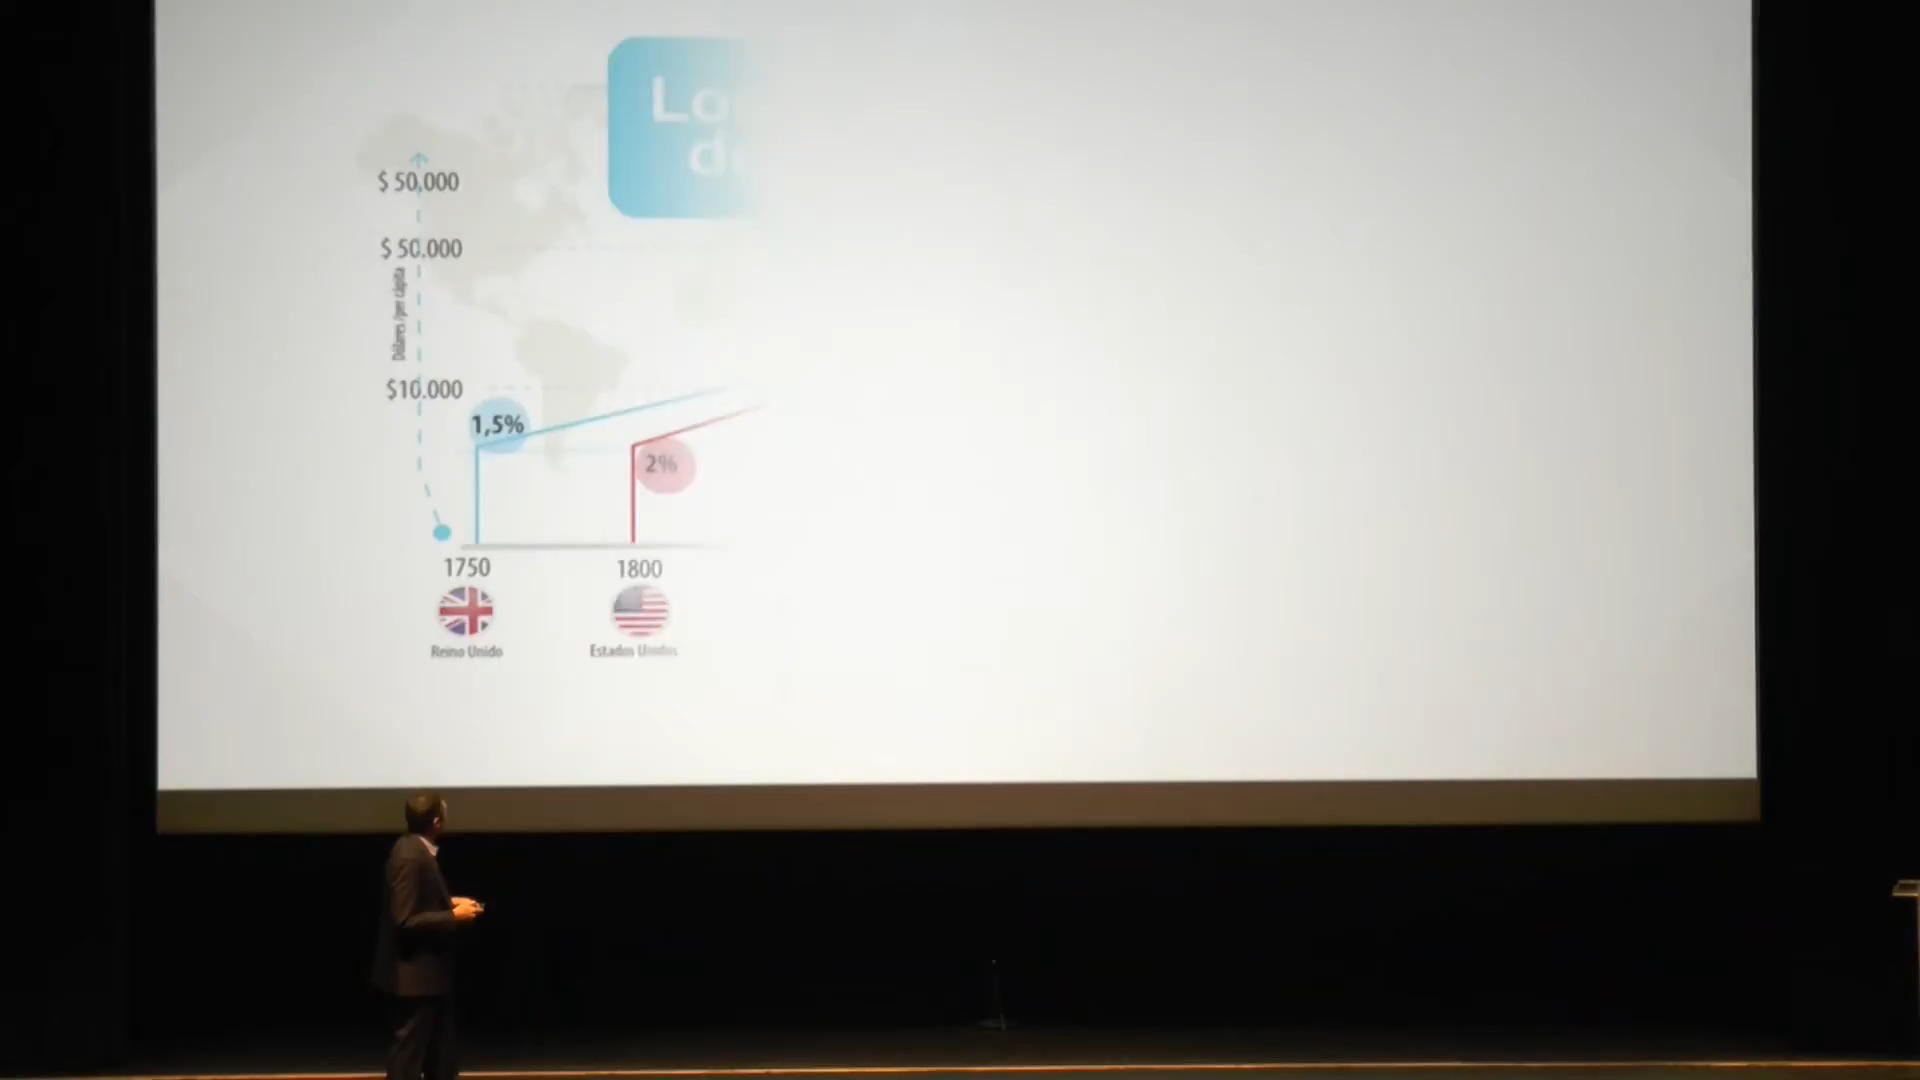 Lo
de
$ 50,000
$ 50.000
Dólares /per cápita
$10.000
1,5%
2%
1750
1800
Reino Unido
Estados Unidos